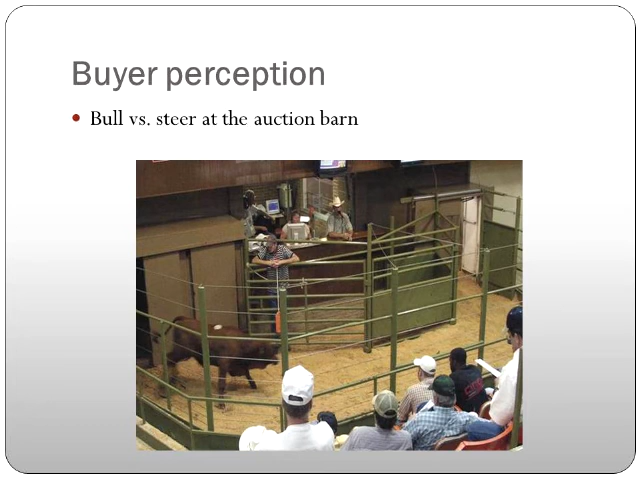 Buyer perception
Bull vs. steer at the auction barn